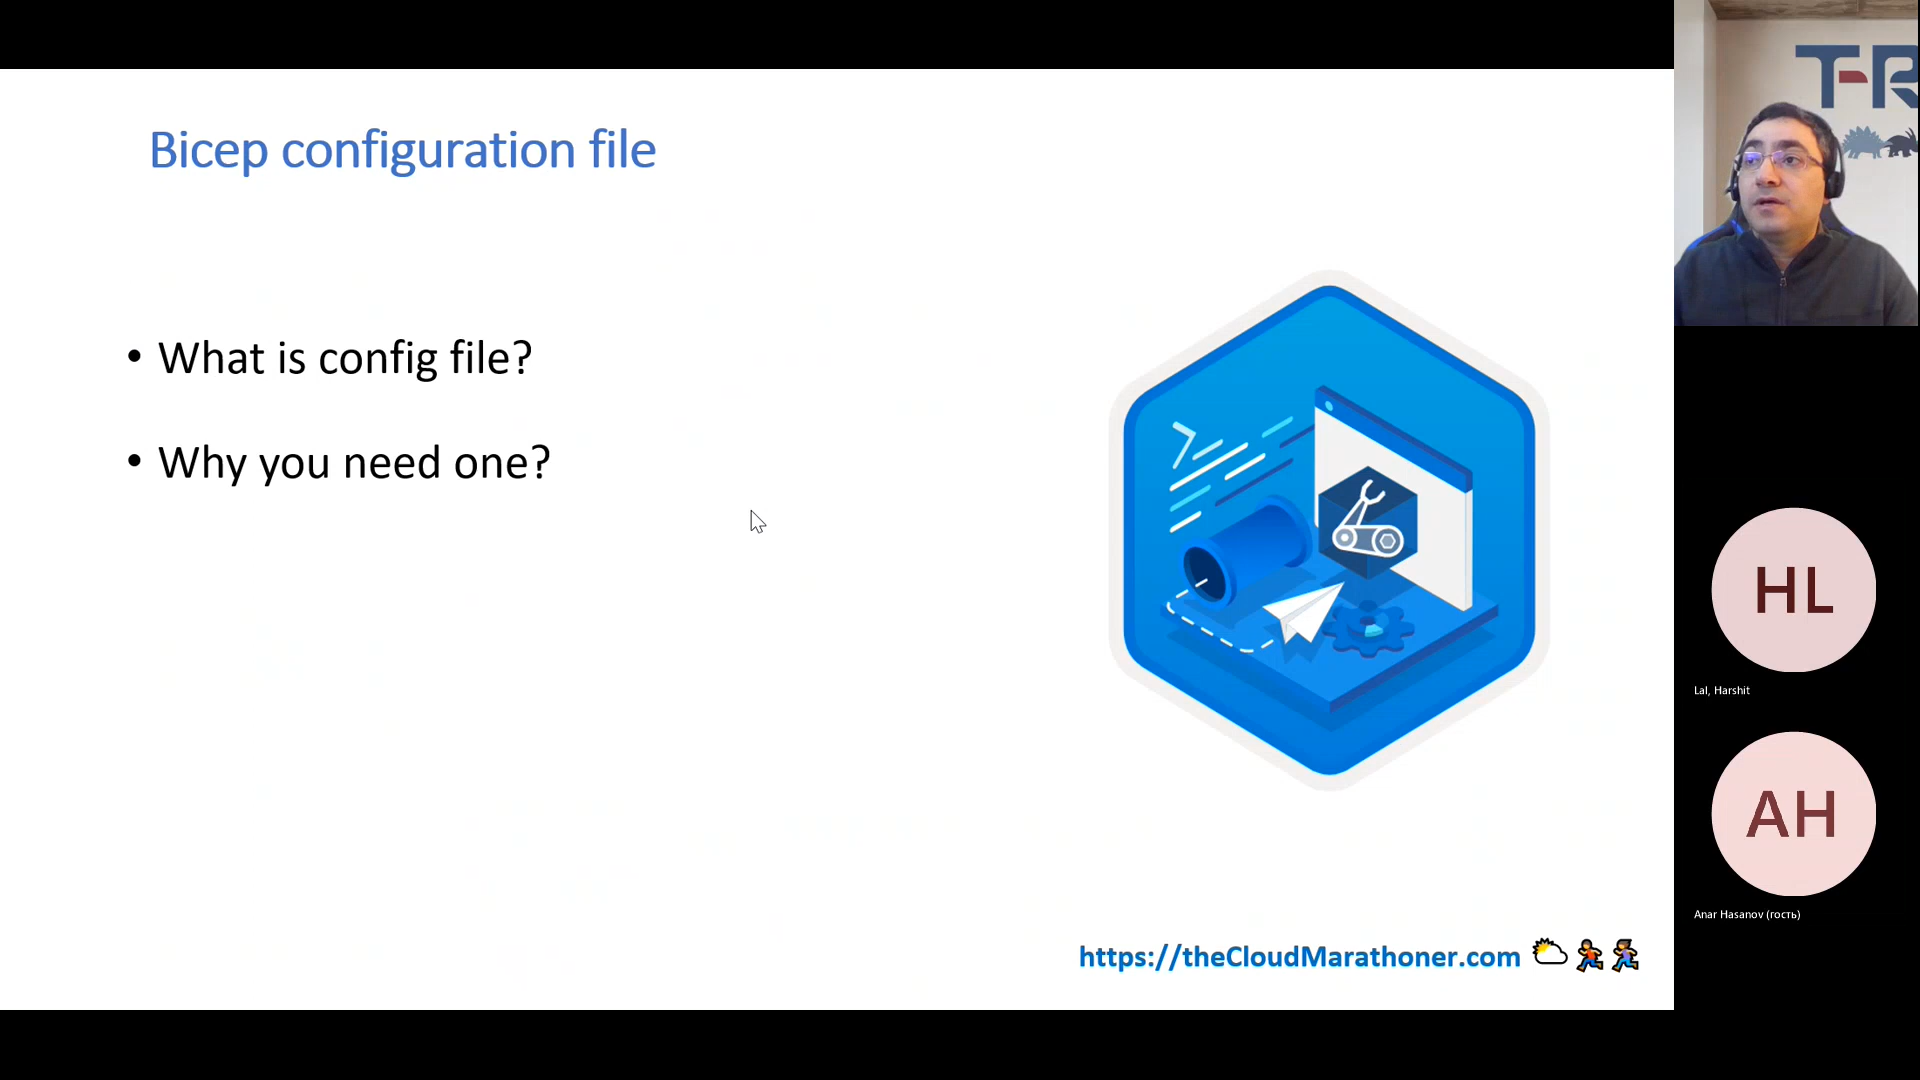 Bicep configuration file
• What is config file?
• Why you need one?
https://theCloudMarathoner.com
T-R
HL
Lal, Harshit
AH
Anar Hasanov (гость)